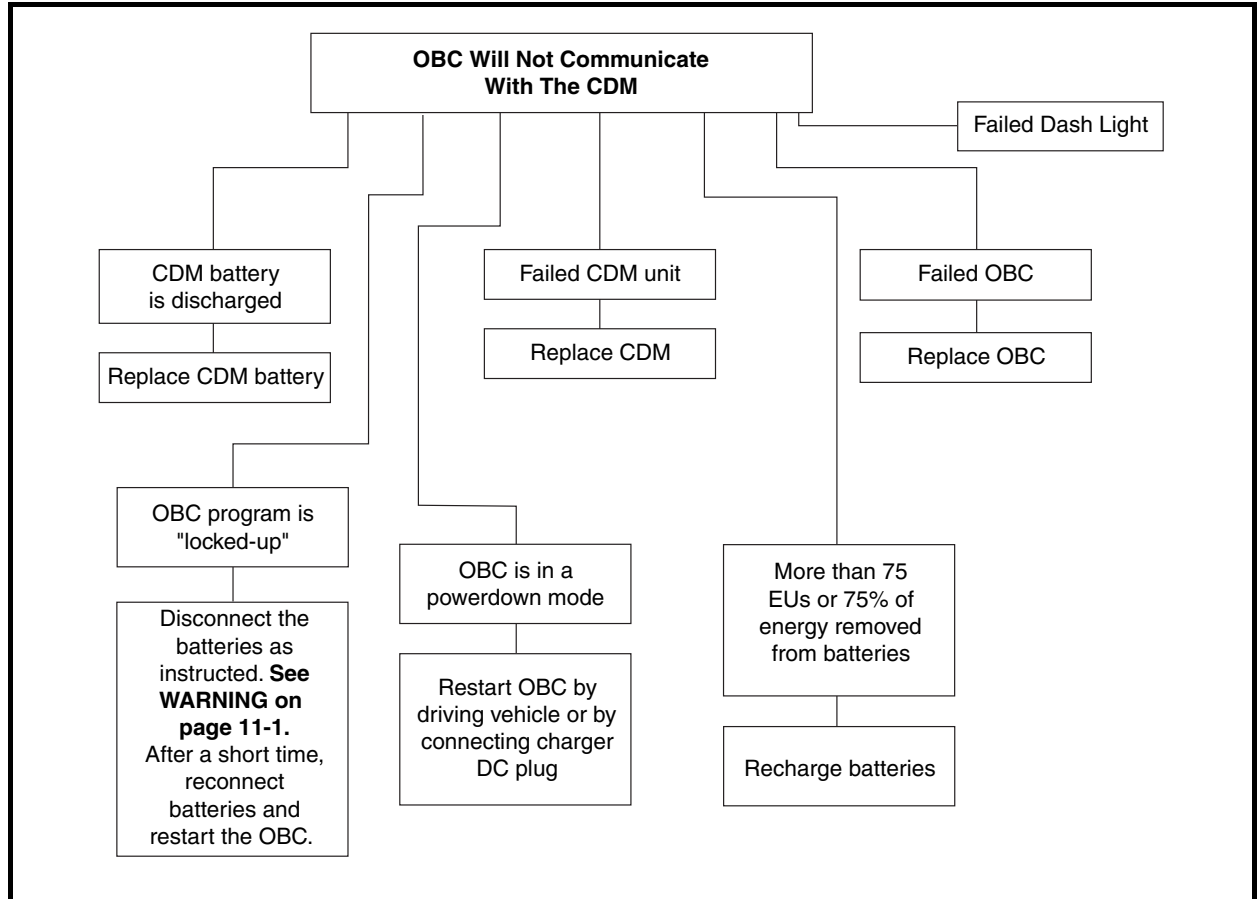 OBC Will Not Communicate
With The CDM
Failed Dash Light
CDM battery
is discharged
Replace CDM battery
Failed CDM unit
Replace CDM
Failed OBC
Replace OBC
OBC program is
"locked-up"
Disconnect the
batteries as
instructed. See
WARNING on
page 11-1.
After a short time,
reconnect
batteries and
restart the OBC.
OBC is in a
powerdown mode
Restart OBC by
driving vehicle or by
connecting charger
DC plug
More than 75
EUs or 75% of
energy removed
from batteries
Recharge batteries